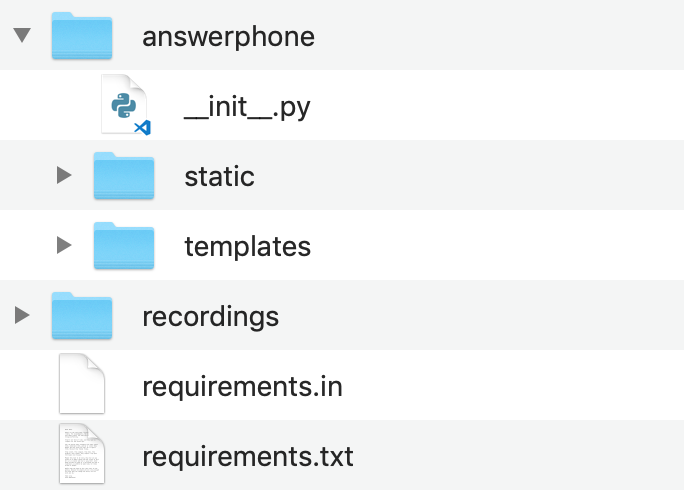 answerphone
__init__.py
static
templates
recordings
requirements.in
requirements.txt